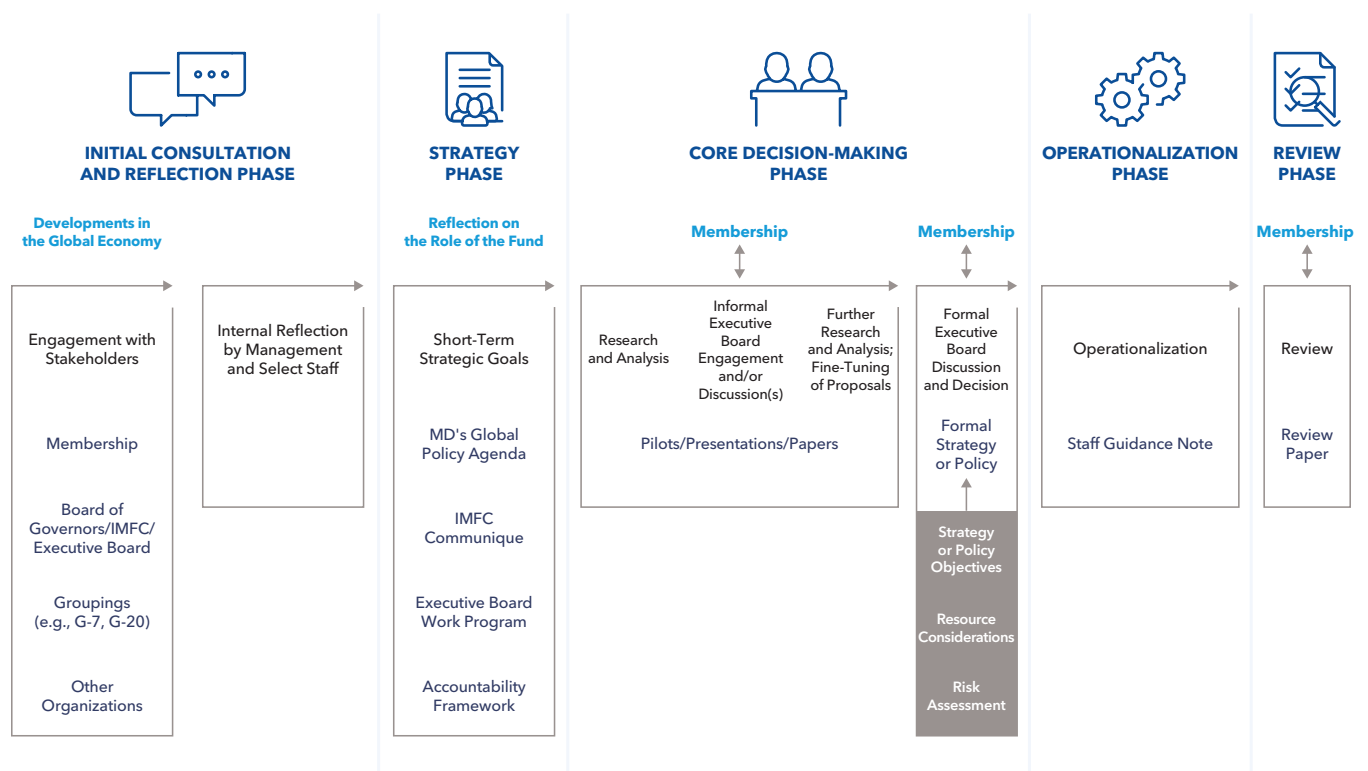 INITIAL CONSULTATION
AND REFLECTION PHASE
Developments in
the Global Economy
Engagement with
Stakeholders
Membership
Board of
Governors/IMFC/
Executive Board
Groupings
(e.g., G-7, G-20)
Other
Organizations
Internal Reflection
by Management
and Select Staff
STRATEGY
PHASE
Reflection on
the Role of the Fund
Short-Term
Strategic Goals
MD's Global
Policy Agenda
IMFC
Communique
Executive Board
Work Program
Accountability
Framework
CORE DECISION-MAKING
PHASE
Membership
Research
and Analysis
Informal
Executive
Board
Engagement
and/or
Discussion(s)
Further
Research
and Analysis;
Fine-Tuning
of Proposals
Pilots/Presentations/Papers
Membership
Formal
Executive
Board
Discussion
and Decision
Formal
Strategy
or Policy
Strategy
or Policy
Objectives
Resource
Considerations
Risk
Assessment
OPERATIONALIZATION
PHASE
Operationalization
Staff Guidance Note
REVIEW
PHASE
Membership
Review
Review
Paper